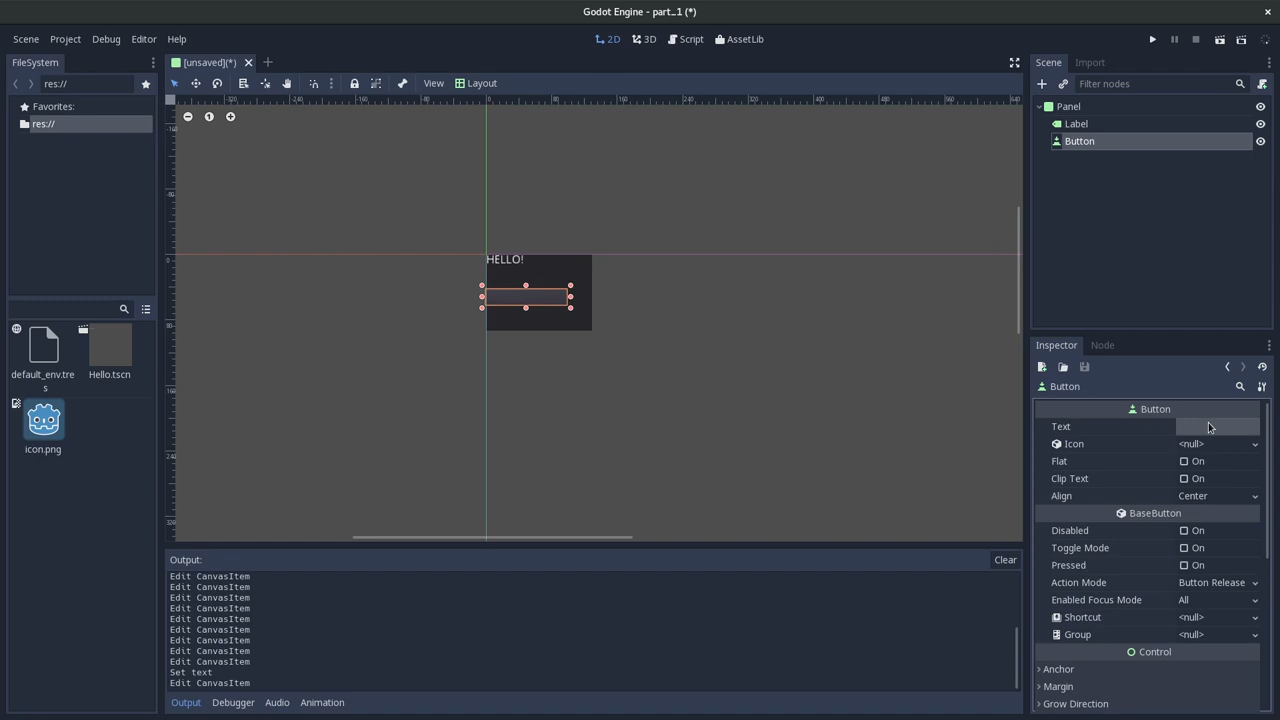 Godot Engine - part_1 (*)
Scene Project Debug Editor Help
2D 3D Script AssetLib
FileSystem
[unsaved](*)
Scene Import
res://
View Layout
Filter nodes
Favorites:
res://
Panel
Label
Button
HELLO!
default_env.tres
Hello.tscn
icon.png
Inspector Node
Button
Button
Text
Icon <null>
Flat On
Clip Text On
Align Center
BaseButton
Disabled On
Toggle Mode On
Pressed On
Action Mode Button Release
Enabled Focus Mode All
Shortcut <null>
Group <null>
Control
Anchor
Margin
Grow Direction
Output: Clear
Edit CanvasItem
Edit CanvasItem
Edit CanvasItem
Edit CanvasItem
Edit CanvasItem
Edit CanvasItem
Edit CanvasItem
Edit CanvasItem
Edit CanvasItem
Set text
Edit CanvasItem
Output Debugger Audio Animation